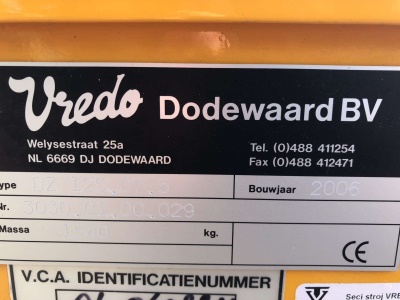 Vredo Dodewaard BV
Welysestraat 25a
NL 6669 DJ DODEWAARD
Tel. (0)488 411254
Fax (0)488 412471
ype
Bouwjaar 2006
Nr.
Massa kg.
CE
V.C.A. IDENTIFICATIENUMMER
Seci stroj VRE